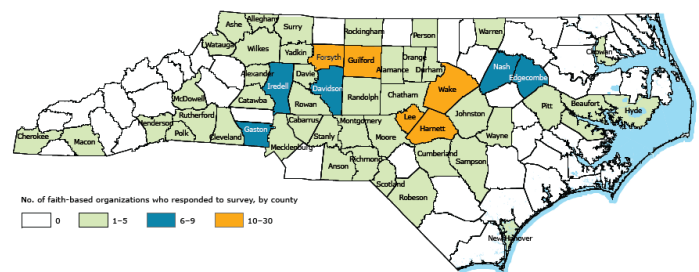 Alleghany
Ashe
Surry
Rockingham
Person
Warren
Watauga
Wilkes
Yadkin
Forsyth
Guilford
Orange
Alamance
Durham
Nash
Edgecombe
Chowan
Alexander
Iredell
Davie
Davidson
Randolph
Chatham
Wake
McDowell
Catawba
Rowan
Johnston
Pitt
Beaufort
Hyde
Rutherford
Henderson
Polk
Cleveland
Gaston
Cabarrus
Montgomery
Lee
Harnett
Wayne
Cherokee
Macon
Mecklenburg
Stanly
Moore
Cumberland
Sampson
Anson
Richmond
Scotland
Robeson
New Hanover
No. of faith-based organizations who responded to survey, by county
0 1–5 6–9 10–30